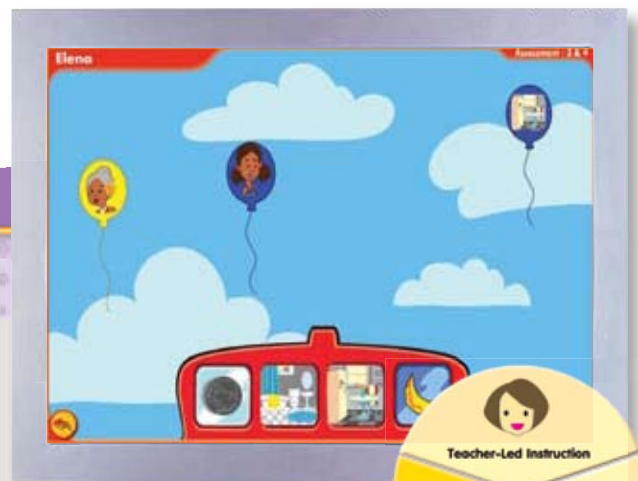 Elena
Assessment : 3 & 4
Teacher-Led Instruction